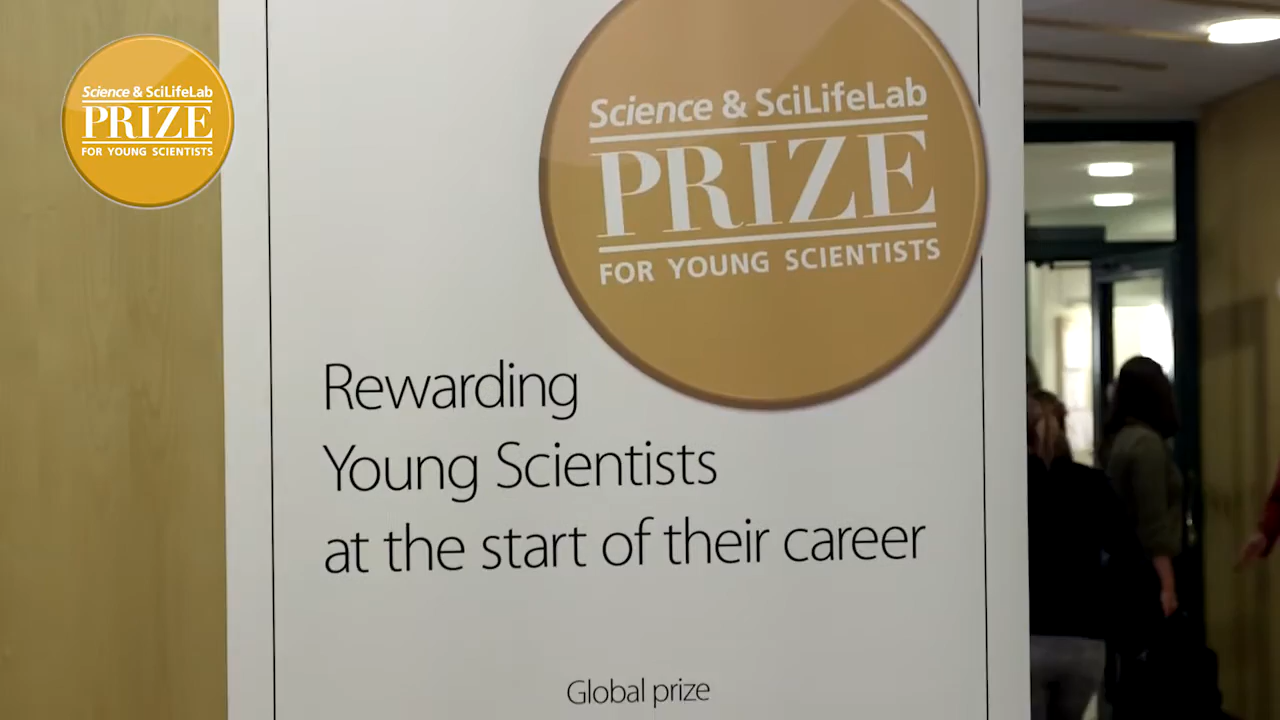 Science & SciLifeLab
PRIZE
FOR YOUNG SCIENTISTS
Science & SciLifeLab
PRIZE
FOR YOUNG SCIENTISTS
Rewarding
Young Scientists
at the start of their career
Global prize